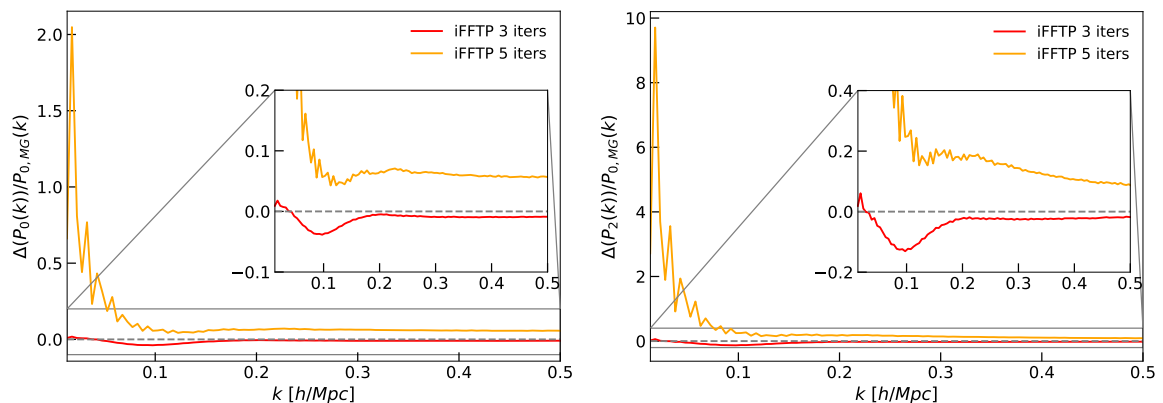 iFFTP 3 iters
iFFTP 5 iters
Δ(P₀(k))/P₀,MG(k)
2.0
1.5
1.0
0.5
0.0
0.2
0.1
0.0
−0.1
0.1 0.2 0.3 0.4 0.5
0.1 0.2 0.3 0.4 0.5
k [h/Mpc]
iFFTP 3 iters
iFFTP 5 iters
Δ(P₂(k))/P₀,MG(k)
10
8
6
4
2
0
0.4
0.2
0.0
−0.2
0.1 0.2 0.3 0.4 0.5
0.1 0.2 0.3 0.4 0.5
k [h/Mpc]